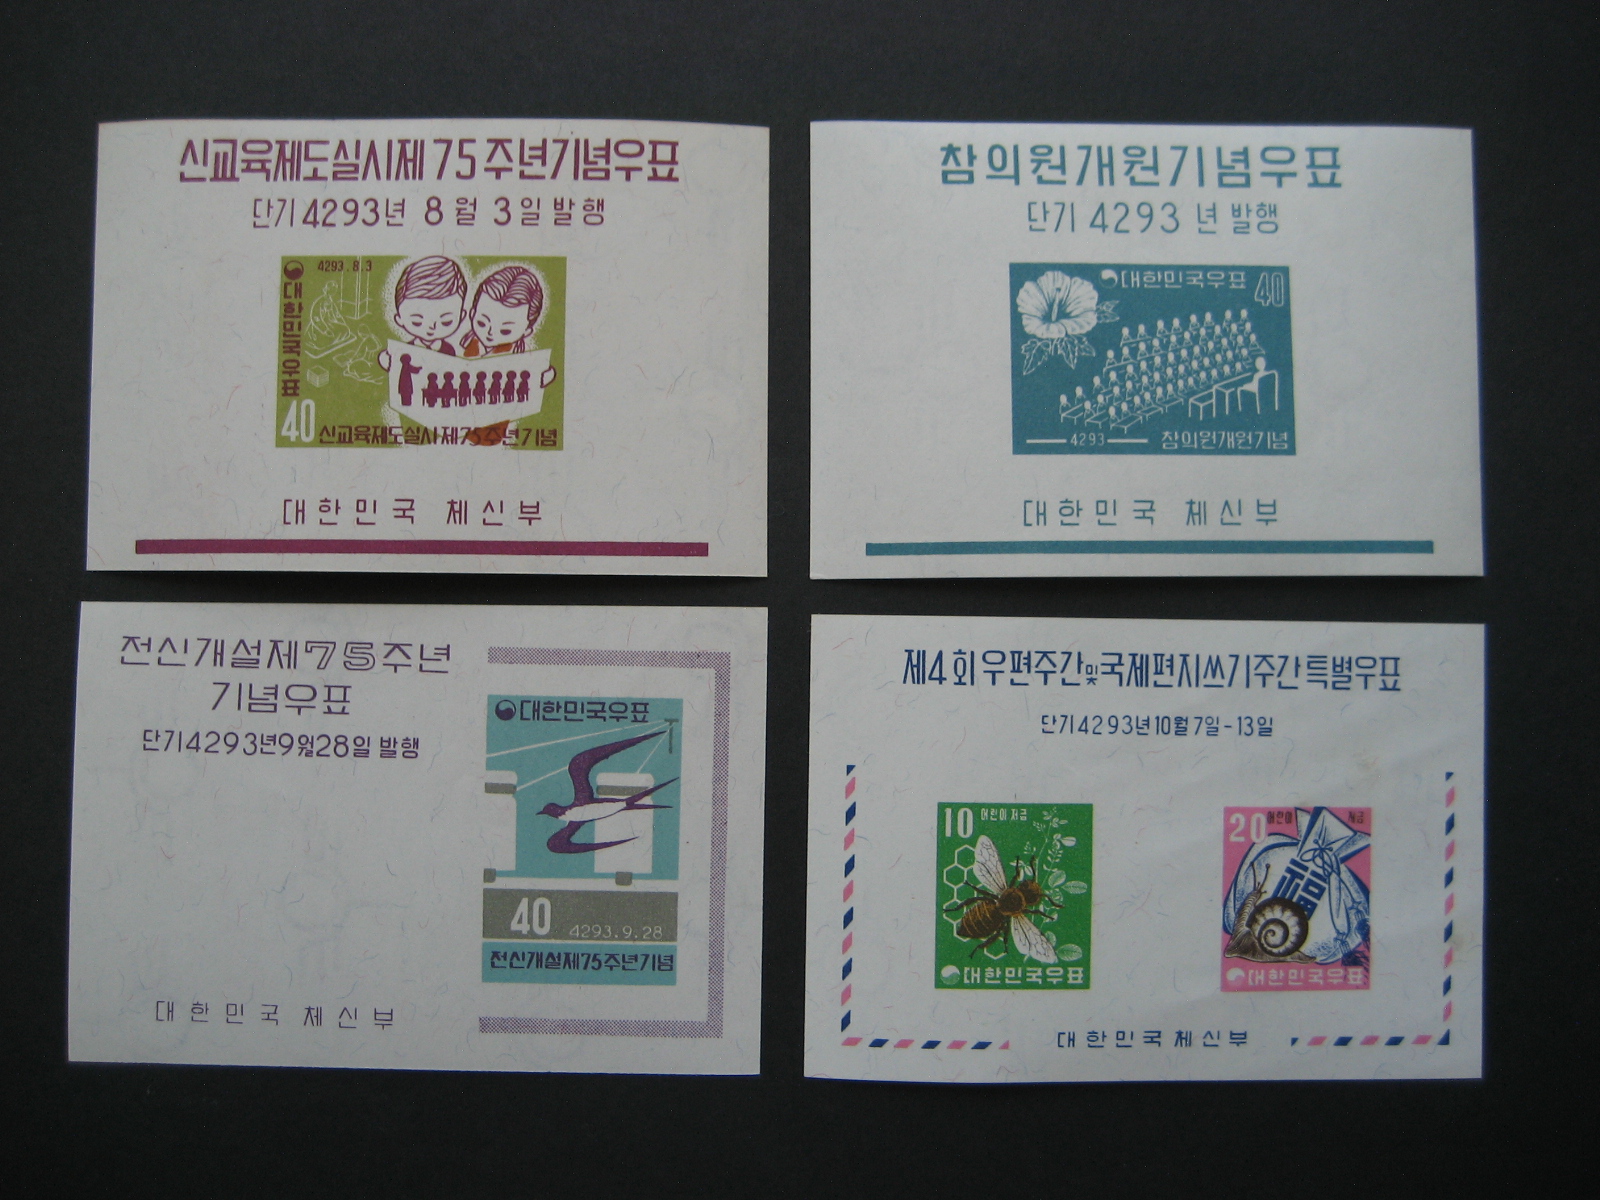 신교육제도실시제75주년기념우표
단기4293년 8월 3일 발행
4293.8.3
대한민국우표
40 신교육제도실시제75주년기념
대한민국 체신부
참의원개원기념우표
단기 4293 년 발행
대한민국우표 40
4293 참의원개원기념
대한민국 체신부
전신개설제75주년
기념우표
단기4293년9월28일 발행
대한민국우표
40
4293.9.28
전신개설제75주년기념
대한민국 체신부
제4회 우편주간및국제편지쓰기주간특별우표
단기4293년10월7일-13일
10 어린이저금
대한민국우표
20 어린이 저금
대한민국우표
대한민국체신부